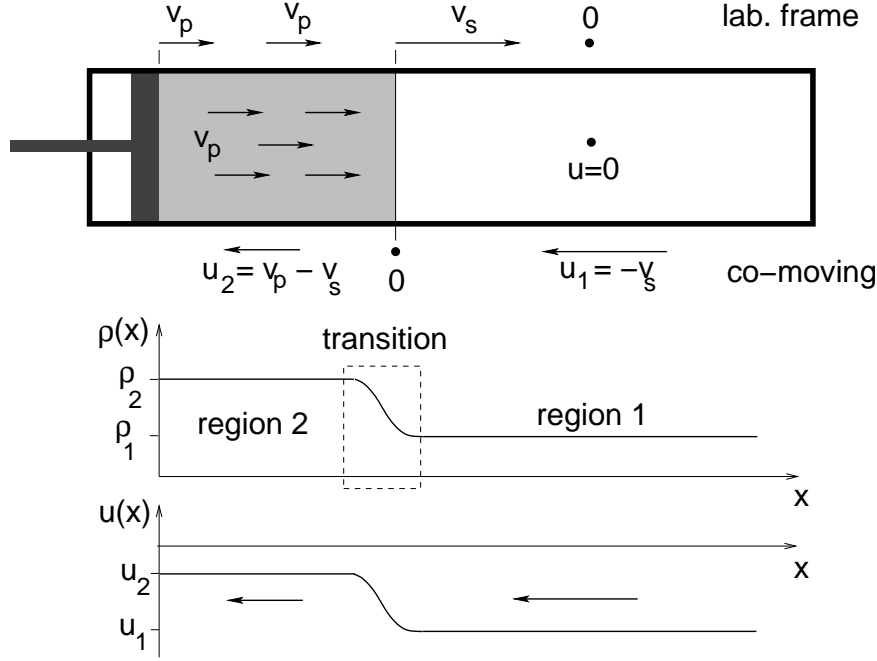 v_p v_p v_s 0 lab. frame
v_p
u=0
u_2 = v_p − v_s 0 u_1 = −v_s co−moving
ρ(x) transition
ρ_2
region 2 region 1
ρ_1
x
u(x)
x
u_2
u_1